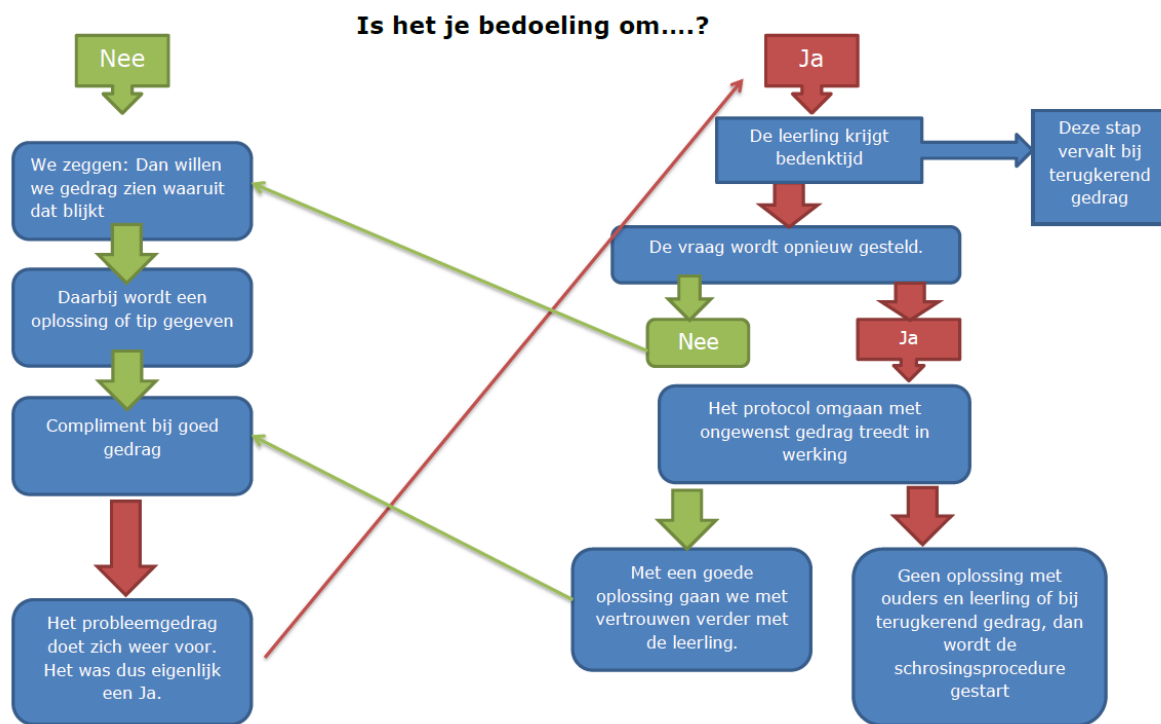 Is het je bedoeling om....?
Nee
We zeggen: Dan willen
we gedrag zien waaruit
dat blijkt
Daarbij wordt een
oplossing of tip gegeven
Compliment bij goed
gedrag
Het probleemgedrag
doet zich weer voor.
Het was dus eigenlijk
een Ja.
Ja
De leerling krijgt
bedenktijd
Deze stap
vervalt bij
terugkerend
gedrag
De vraag wordt opnieuw gesteld.
Nee
Ja
Het protocol omgaan met
ongewenst gedrag treedt in
werking
Met een goede
oplossing gaan we met
vertrouwen verder met
de leerling.
Geen oplossing met
ouders en leerling of bij
terugkerend gedrag, dan
wordt de
schrosingsprocedure
gestart